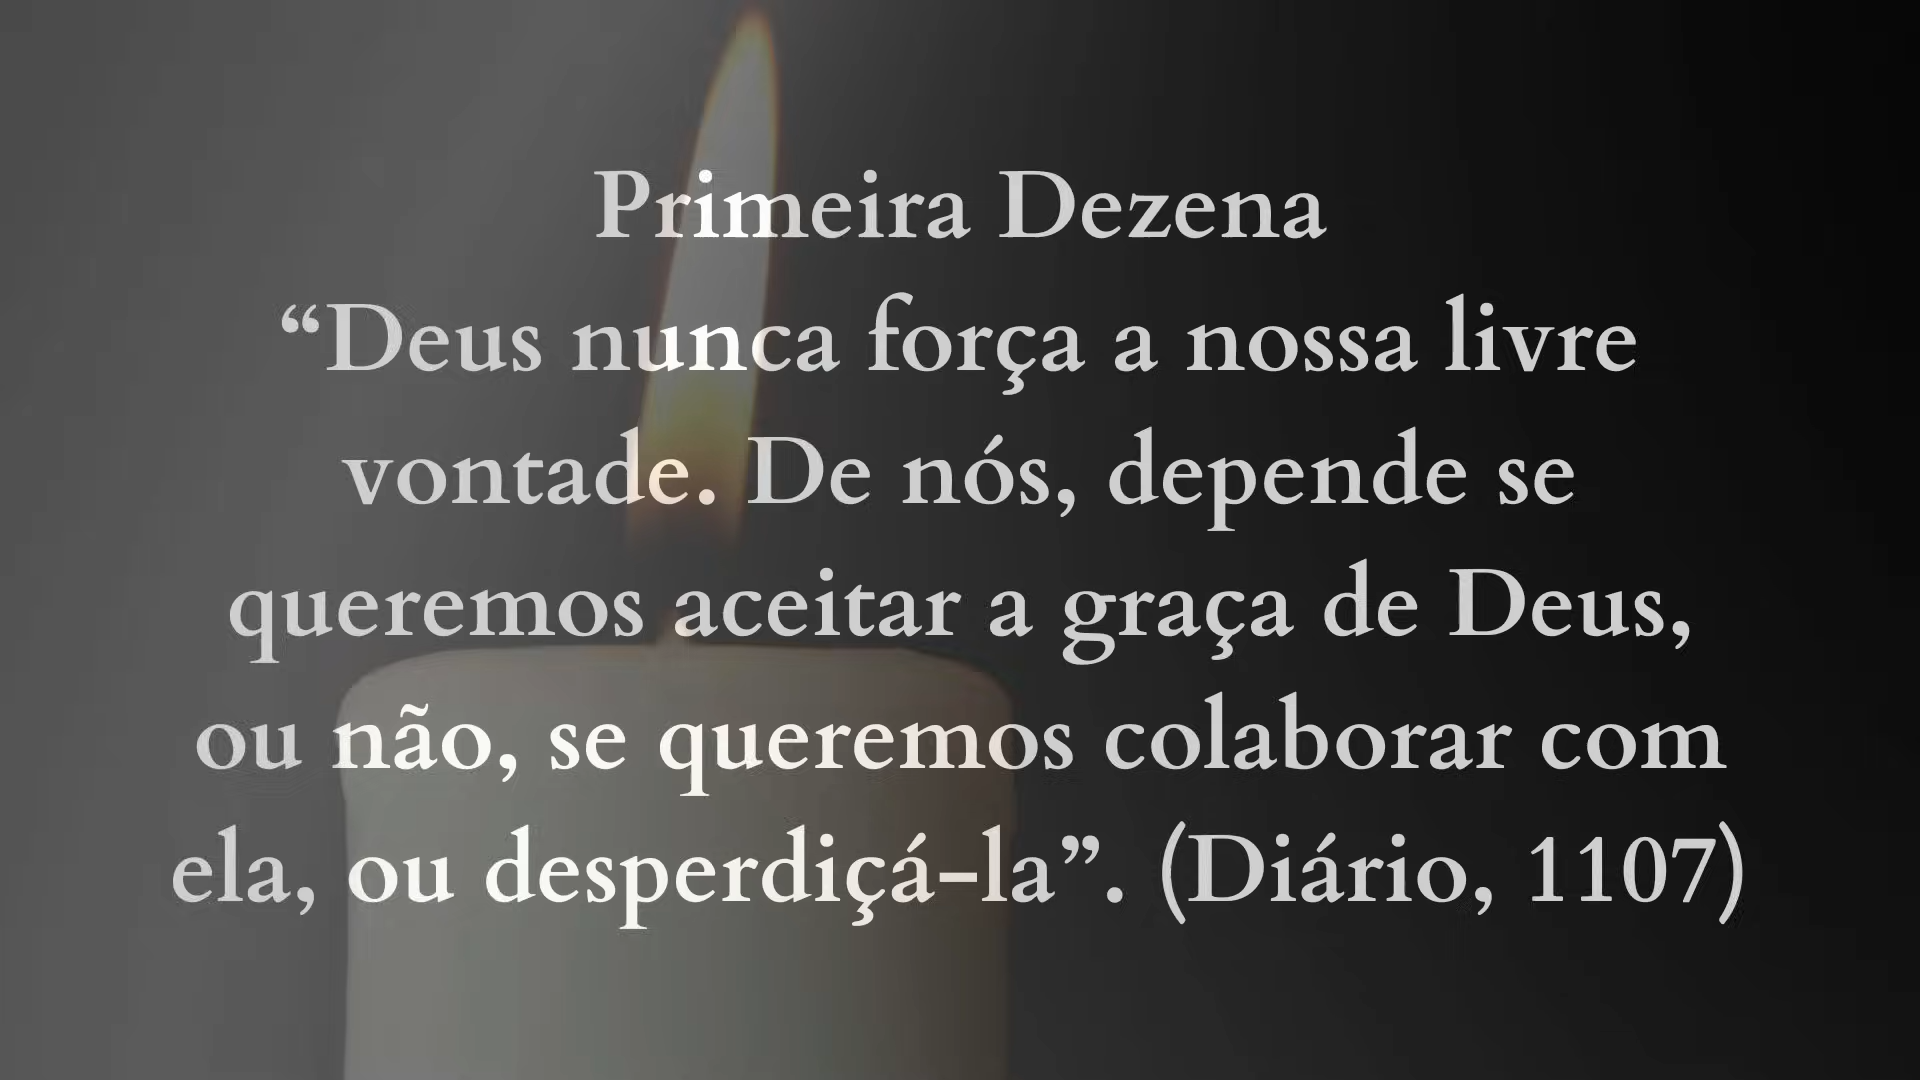 Primeira Dezena
“Deus nunca força a nossa livre
vontade. De nós, depende se
queremos aceitar a graça de Deus,
ou não, se queremos colaborar com
ela, ou desperdiçá-la”. (Diário, 1107)